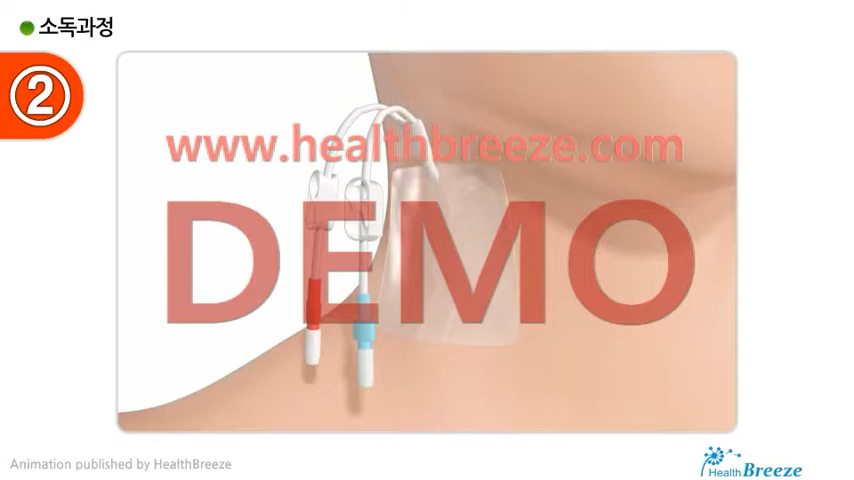 소독과정
2
www.healthbreeze.com
DEMO
Animation published by HealthBreeze
Health Breeze